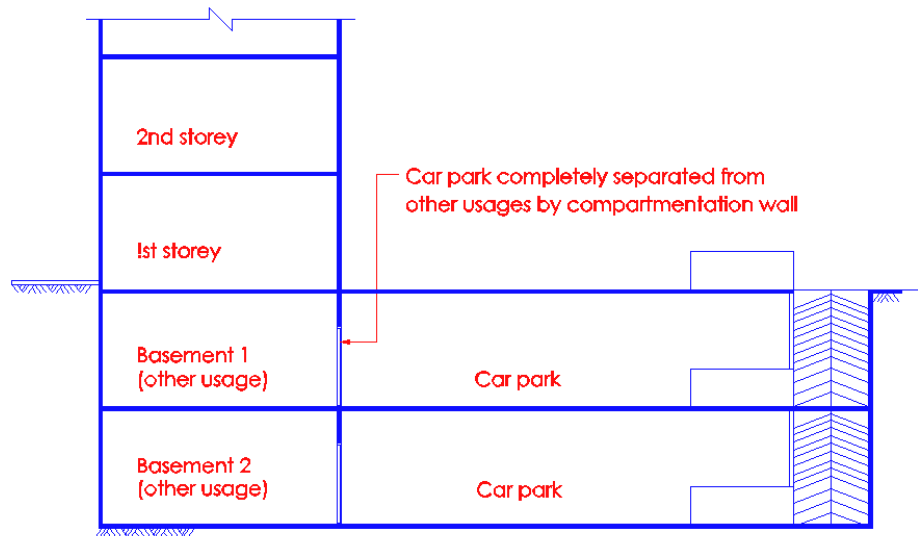 2nd storey
Car park completely separated from
other usages by compartmentation wall
!st storey
Basement 1
(other usage)
Car park
Basement 2
(other usage)
Car park